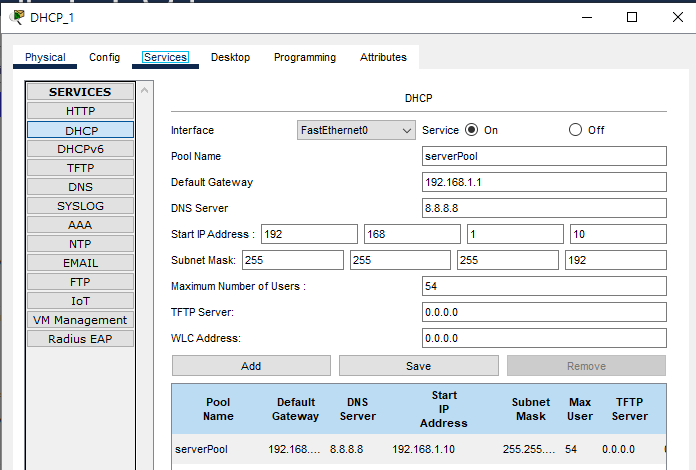 DHCP_1
Physical Config Services Desktop Programming Attributes
SERVICES
HTTP
DHCP
DHCPv6
TFTP
DNS
SYSLOG
AAA
NTP
EMAIL
FTP
IoT
VM Management
Radius EAP
DHCP
Interface FastEthernet0 Service On Off
Pool Name serverPool
Default Gateway 192.168.1.1
DNS Server 8.8.8.8
Start IP Address : 192 168 1 10
Subnet Mask: 255 255 255 192
Maximum Number of Users : 54
TFTP Server: 0.0.0.0
WLC Address: 0.0.0.0
Add Save Remove
Pool Name Default Gateway DNS Server Start IP Address Subnet Mask Max User TFTP Server
serverPool 192.168.... 8.8.8.8 192.168.1.10 255.255.... 54 0.0.0.0